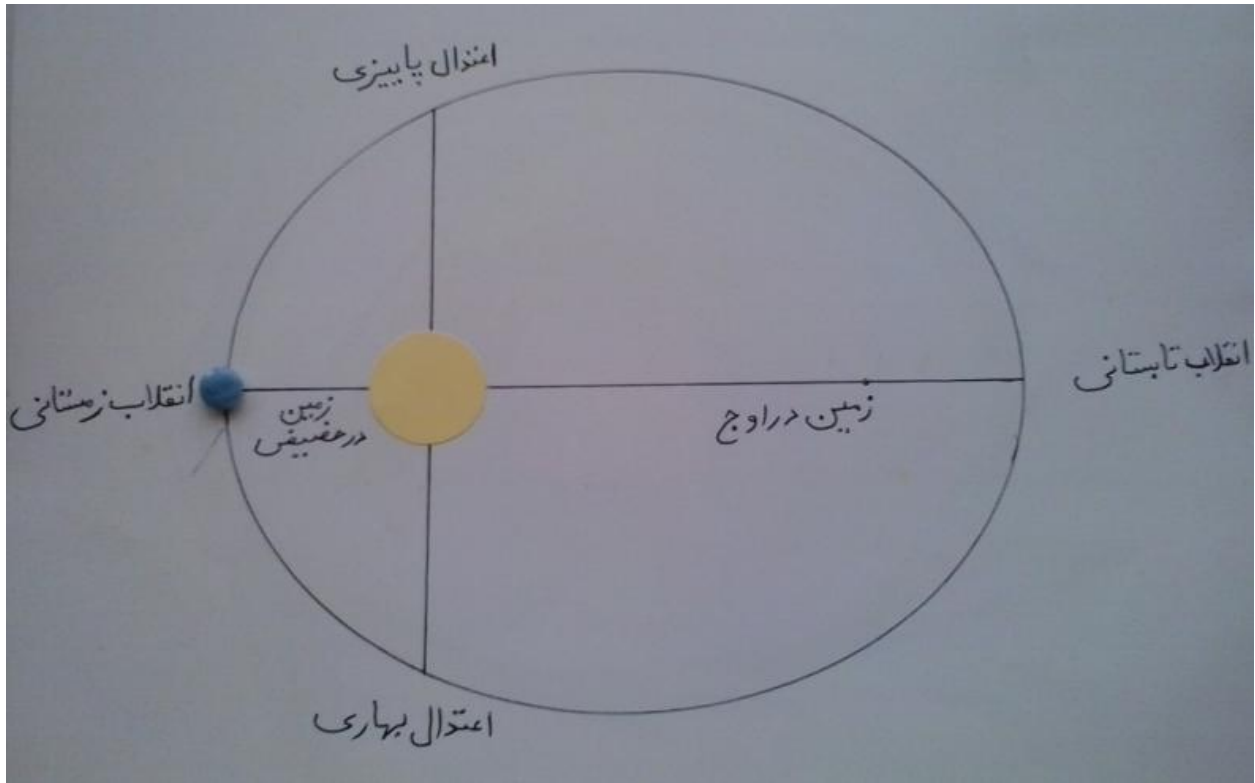 اعتدال پاییزی
انقلاب تابستانی
زمین در اوج
زمین
در حضیض
انقلاب زمستانی
اعتدال بهاری